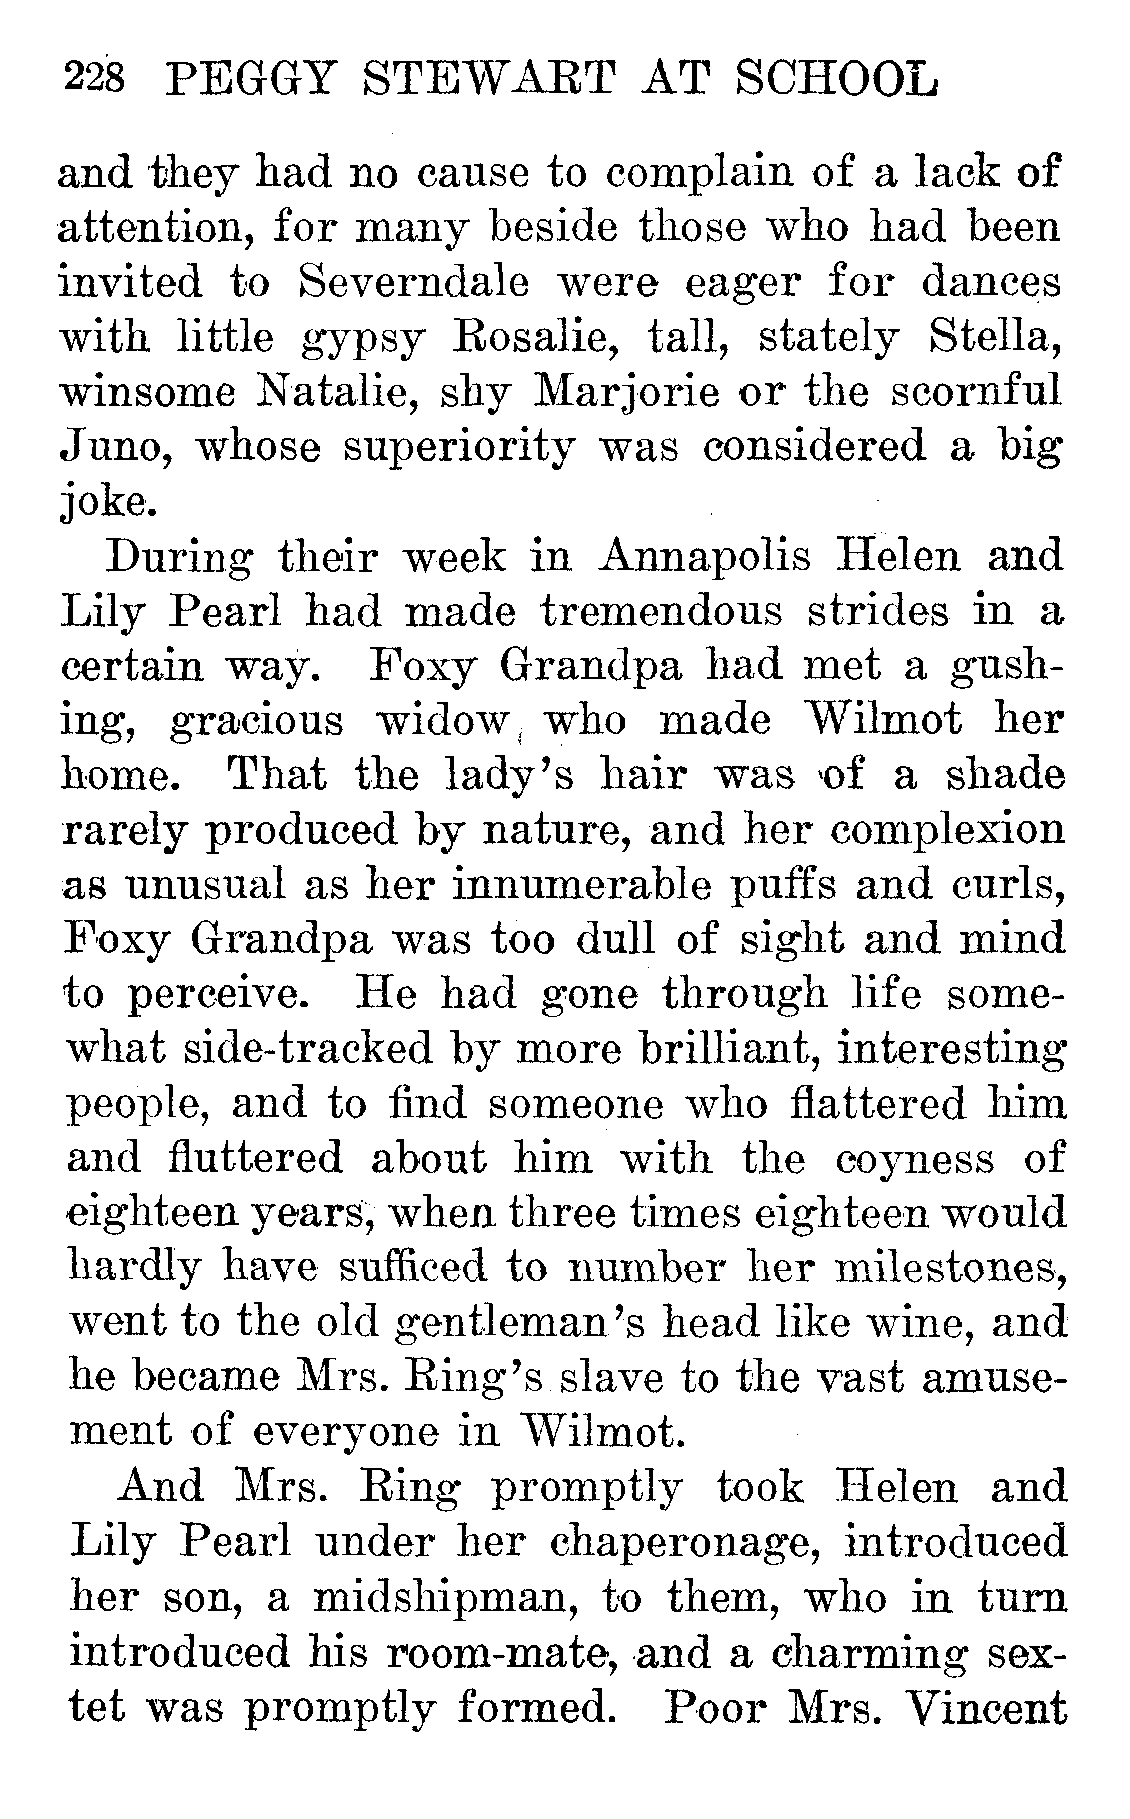 228 PEGGY STEWART AT SCHOOL
and they had no cause to complain of a lack of
attention, for many beside those who had been
invited to Severndale were eager for dances
with little gypsy Rosalie, tall, stately Stella,
winsome Natalie, shy Marjorie or the scornful
Juno, whose superiority was considered a big
joke.
During their week in Annapolis Helen and
Lily Pearl had made tremendous strides in a
certain way. Foxy Grandpa had met a gush-
ing, gracious widow who made Wilmot her
home. That the lady's hair was of a shade
rarely produced by nature, and her complexion
as unusual as her innumerable puffs and curls,
Foxy Grandpa was too dull of sight and mind
to perceive. He had gone through life some-
what side-tracked by more brilliant, interesting
people, and to find someone who flattered him
and fluttered about him with the coyness of
eighteen years, when three times eighteen would
hardly have sufficed to number her milestones,
went to the old gentleman's head like wine, and
he became Mrs. Ring's slave to the vast amuse-
ment of everyone in Wilmot.
And Mrs. Ring promptly took Helen and
Lily Pearl under her chaperonage, introduced
her son, a midshipman, to them, who in turn
introduced his room-mate, and a charming sex-
tet was promptly formed. Poor Mrs. Vincent